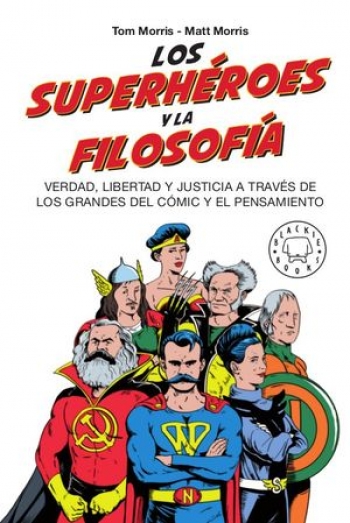 Tom Morris - Matt Morris
LOS
SUPERHÉROES
Y LA
FILOSOFÍA
VERDAD, LIBERTAD Y JUSTICIA A TRAVÉS DE
LOS GRANDES DEL CÓMIC Y EL PENSAMIENTO
BLACKIE
BOOKS
W
N
S